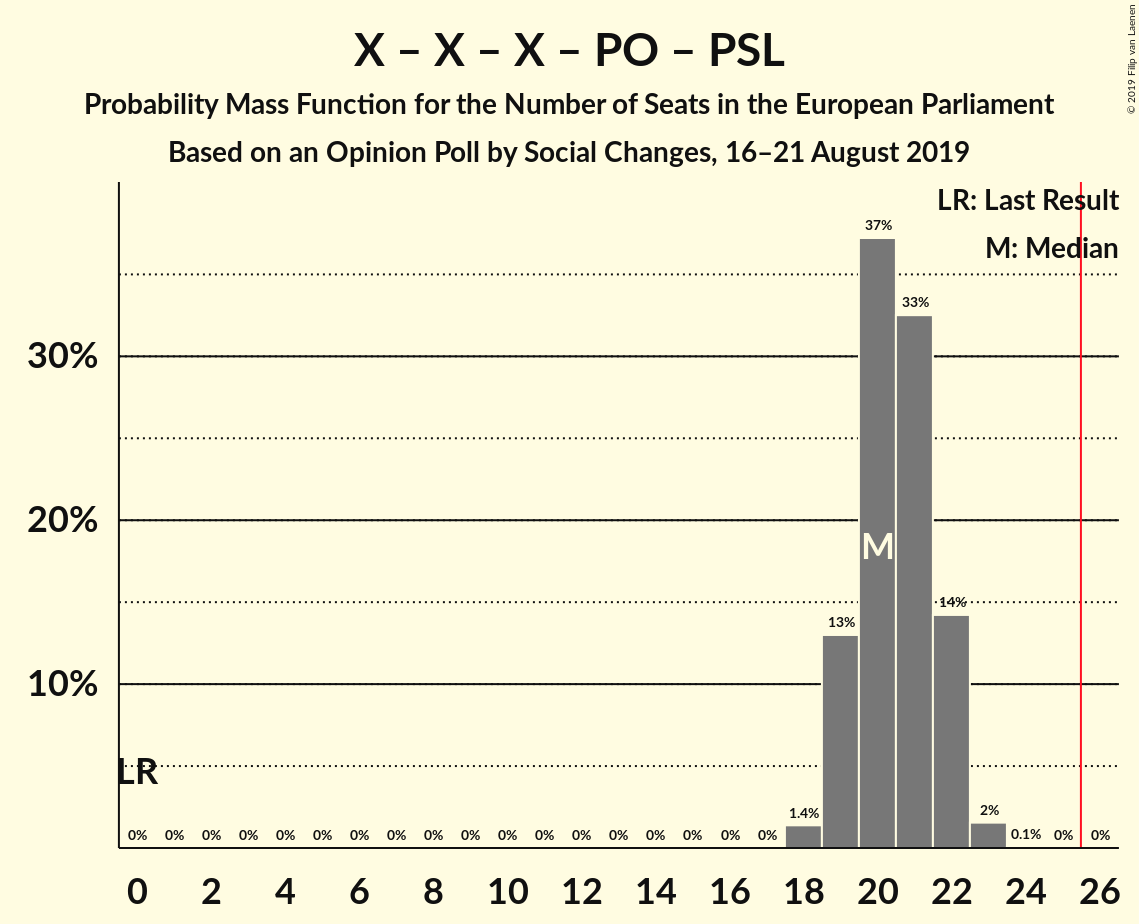 X – X – X – PO – PSL
Probability Mass Function for the Number of Seats in the European Parliament
Based on an Opinion Poll by Social Changes, 16–21 August 2019
© 2019 Filip van Laenen
LR: Last Result
M: Median
37%
33%
30%
20%
M
14%
13%
10%
LR
0% 0% 0% 0% 0% 0% 0% 0% 0% 0% 0% 0% 0% 0% 0% 0% 0% 0% 1.4% 2% 0.1% 0% 0%
0 2 4 6 8 10 12 14 16 18 20 22 24 26